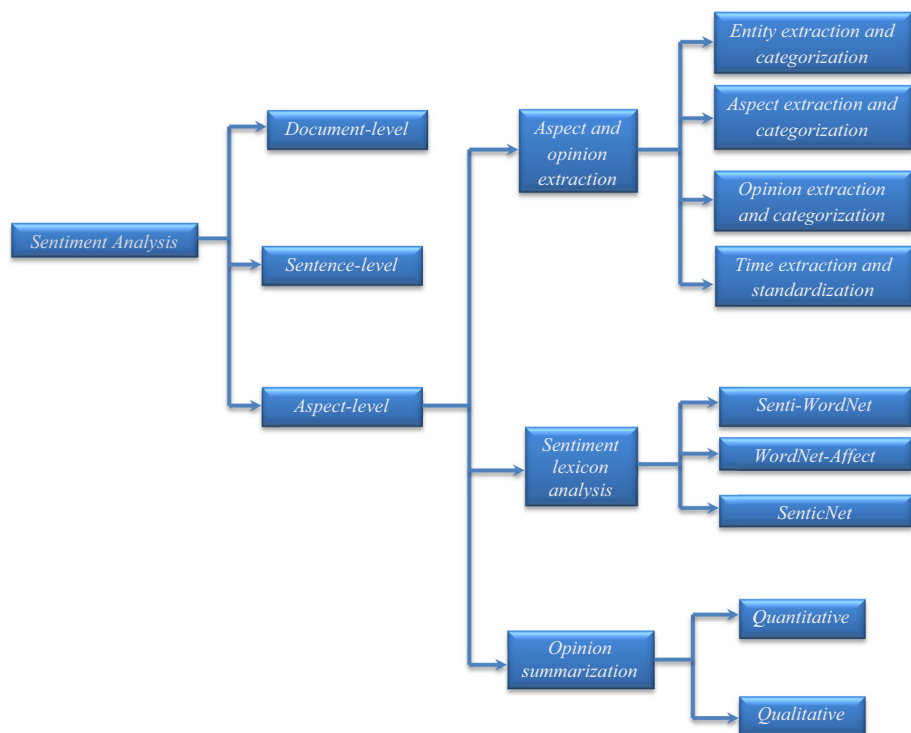 Sentiment Analysis
Document-level
Sentence-level
Aspect-level
Aspect and
opinion
extraction
Entity extraction and
categorization
Aspect extraction and
categorization
Opinion extraction
and categorization
Time extraction and
standardization
Sentiment
lexicon
analysis
Senti-WordNet
WordNet-Affect
SenticNet
Opinion
summarization
Quantitative
Qualitative